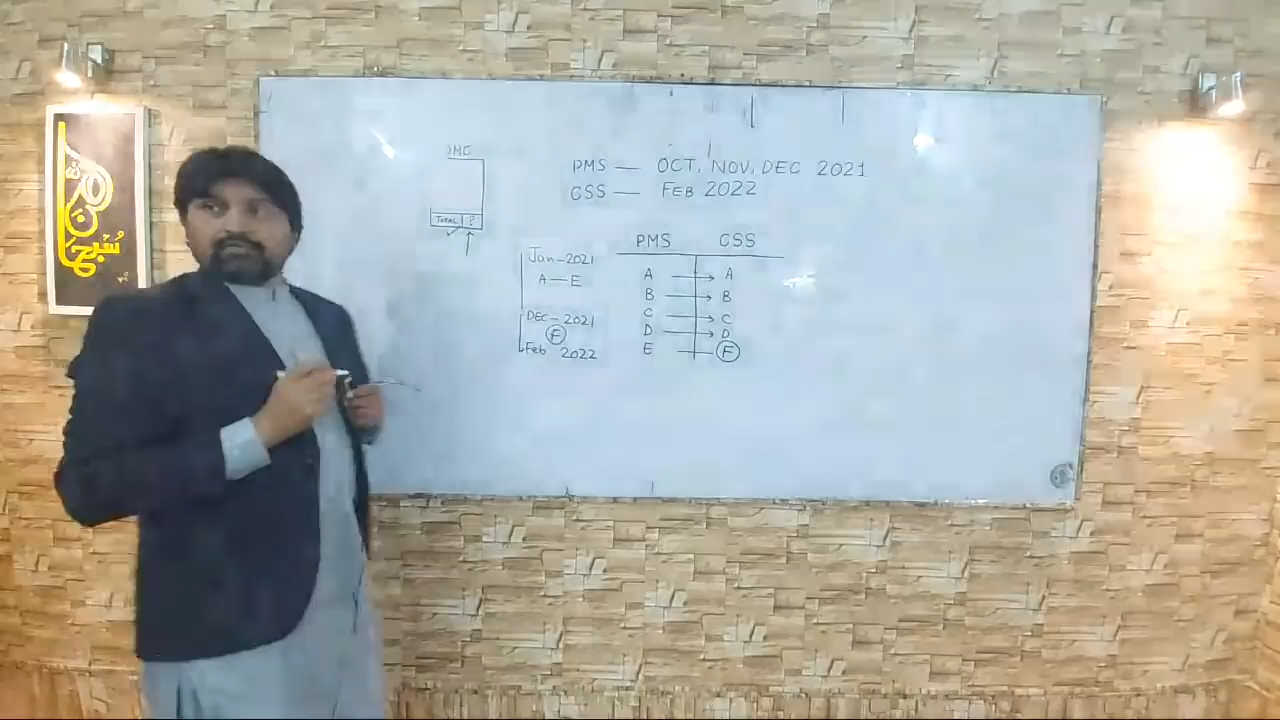 DMC
TOTAL ?
PMS — OCT, NOV, DEC 2021
CSS — FEB 2022
Jan-2021
A—E
DEC-2021
F
Feb 2022
PMS CSS
A → A
B → B
C → C
D → D
E — F